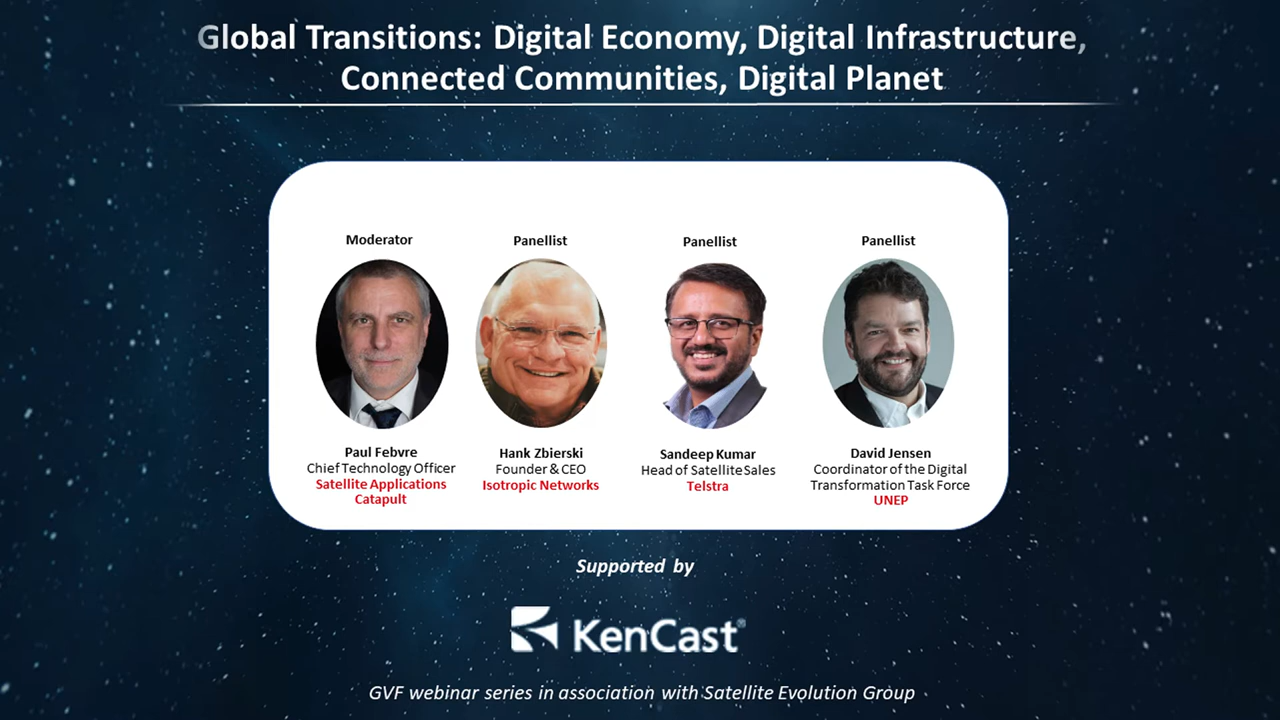 Global Transitions: Digital Economy, Digital Infrastructure,
Connected Communities, Digital Planet
Moderator
Panellist
Panellist
Panellist
Paul Febvre
Chief Technology Officer
Satellite Applications
Catapult
Hank Zbierski
Founder & CEO
Isotropic Networks
Sandeep Kumar
Head of Satellite Sales
Telstra
David Jensen
Coordinator of the Digital
Transformation Task Force
UNEP
Supported by
KenCast®
GVF webinar series in association with Satellite Evolution Group